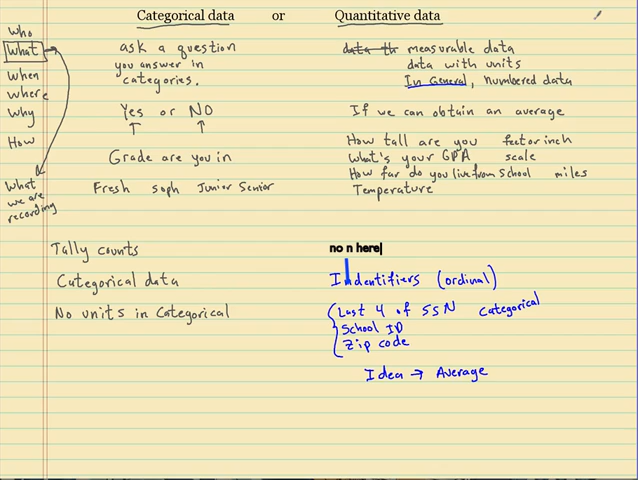 Categorical data or Quantitative data
Who
What
When
Where
Why
How
What
we are
recording
ask a question
you answer in
categories.
Yes or NO
Grade are you in
Fresh Soph Junior Senior
data th measurable data
data with units
In General, numbered data
If we can obtain an average
How tall are you feet or inch
What's your GPA scale
How far do you live from School miles
Temperature
Tally counts
Categorical data
No units in Categorical
no n here
Indentifiers (ordinal)
Last 4 of SSN Categorical
School ID
Zip code
Idea → Average